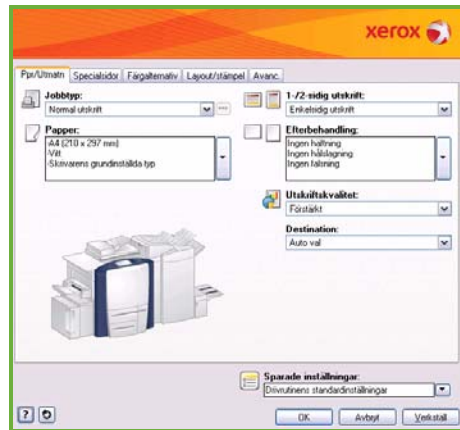 xerox
Ppr/Utmatn Specialsidor Färgalternativ Layout/stämpel Avanc.
Jobbtyp:
Normal utskrift
Papper:
-A4 (210 x 297 mm)
-Vitt
-Skrivarens grundinställda typ
1-/2-sidig utskrift:
Enkelsidig utskrift
Efterbehandling:
Ingen häftning
Ingen hålslagning
Ingen falsning
Utskriftskvalitet:
Förstärkt
Destination:
Auto val
Sparade inställningar:
Drivrutinens standardinställningar
?
OK Avbryt Verkställ